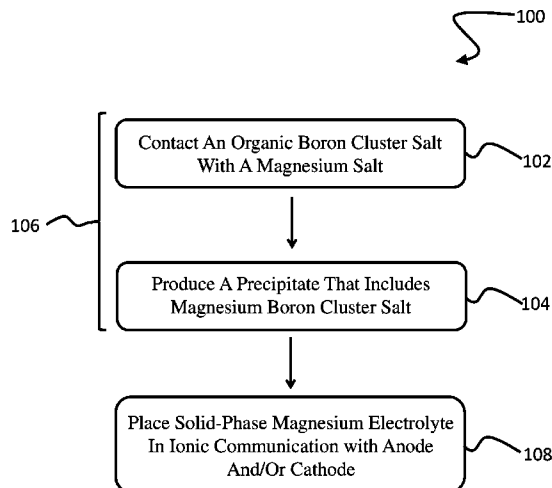 100
Contact An Organic Boron Cluster Salt
With A Magnesium Salt
102
106
Produce A Precipitate That Includes
Magnesium Boron Cluster Salt
104
Place Solid-Phase Magnesium Electrolyte
In Ionic Communication with Anode
And/Or Cathode
108